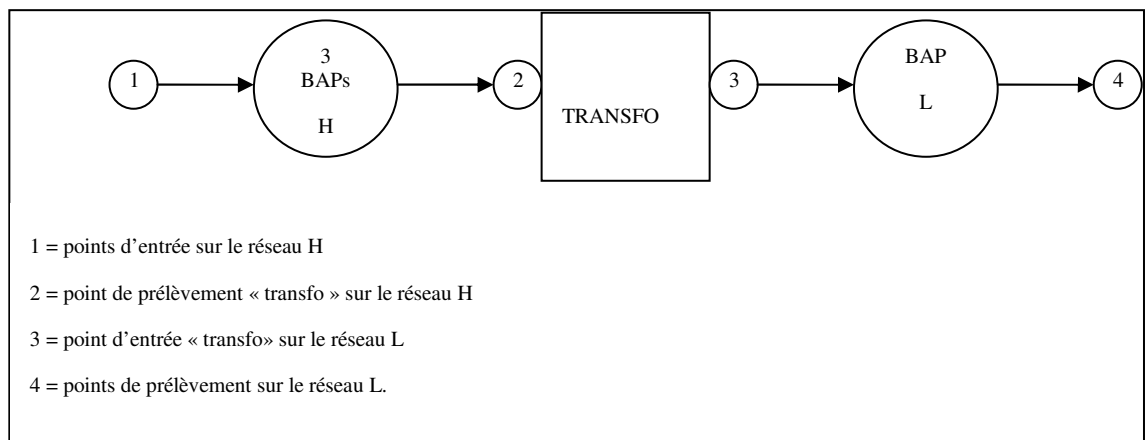 1
3
BAPs
H
2
TRANSFO
3
BAP
L
4
1 = points d'entrée sur le réseau H
2 = point de prélèvement « transfo » sur le réseau H
3 = point d'entrée « transfo» sur le réseau L
4 = points de prélèvement sur le réseau L.